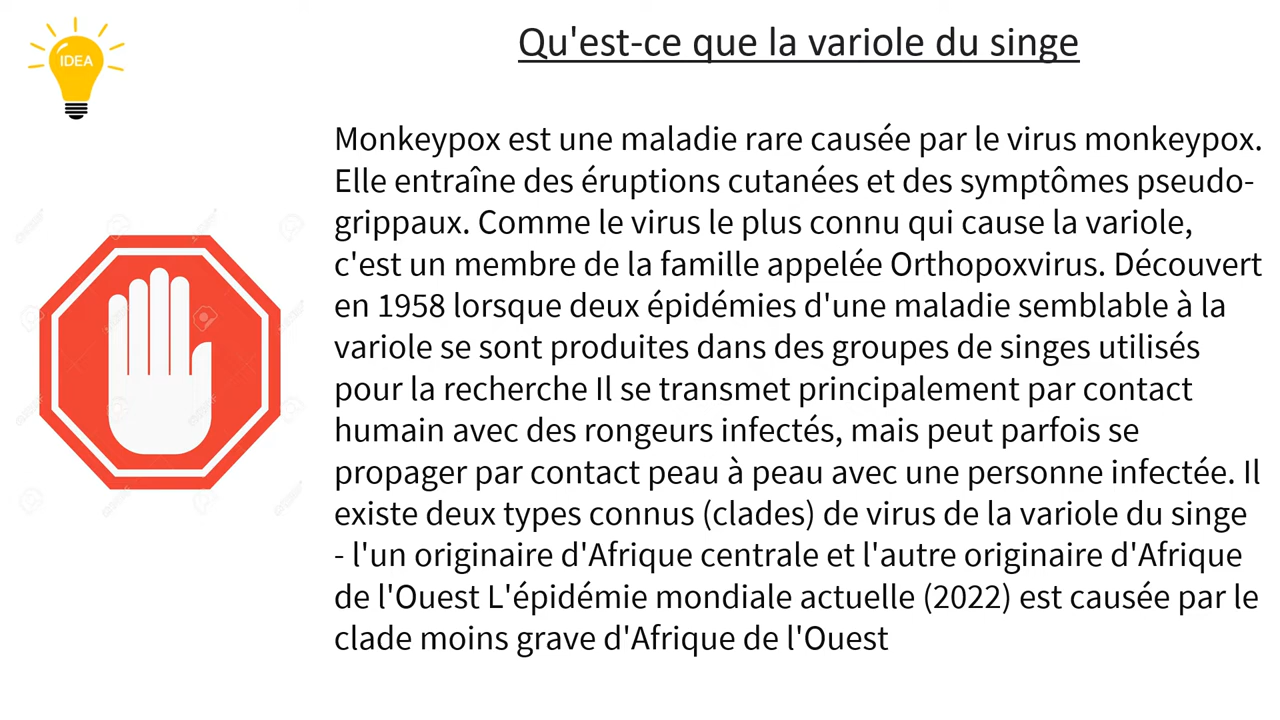 IDEA
Qu'est-ce que la variole du singe
Monkeypox est une maladie rare causée par le virus monkeypox.
Elle entraîne des éruptions cutanées et des symptômes pseudo-
grippaux. Comme le virus le plus connu qui cause la variole,
c'est un membre de la famille appelée Orthopoxvirus. Découvert
en 1958 lorsque deux épidémies d'une maladie semblable à la
variole se sont produites dans des groupes de singes utilisés
pour la recherche Il se transmet principalement par contact
humain avec des rongeurs infectés, mais peut parfois se
propager par contact peau à peau avec une personne infectée. Il
existe deux types connus (clades) de virus de la variole du singe
- l'un originaire d'Afrique centrale et l'autre originaire d'Afrique
de l'Ouest L'épidémie mondiale actuelle (2022) est causée par le
clade moins grave d'Afrique de l'Ouest